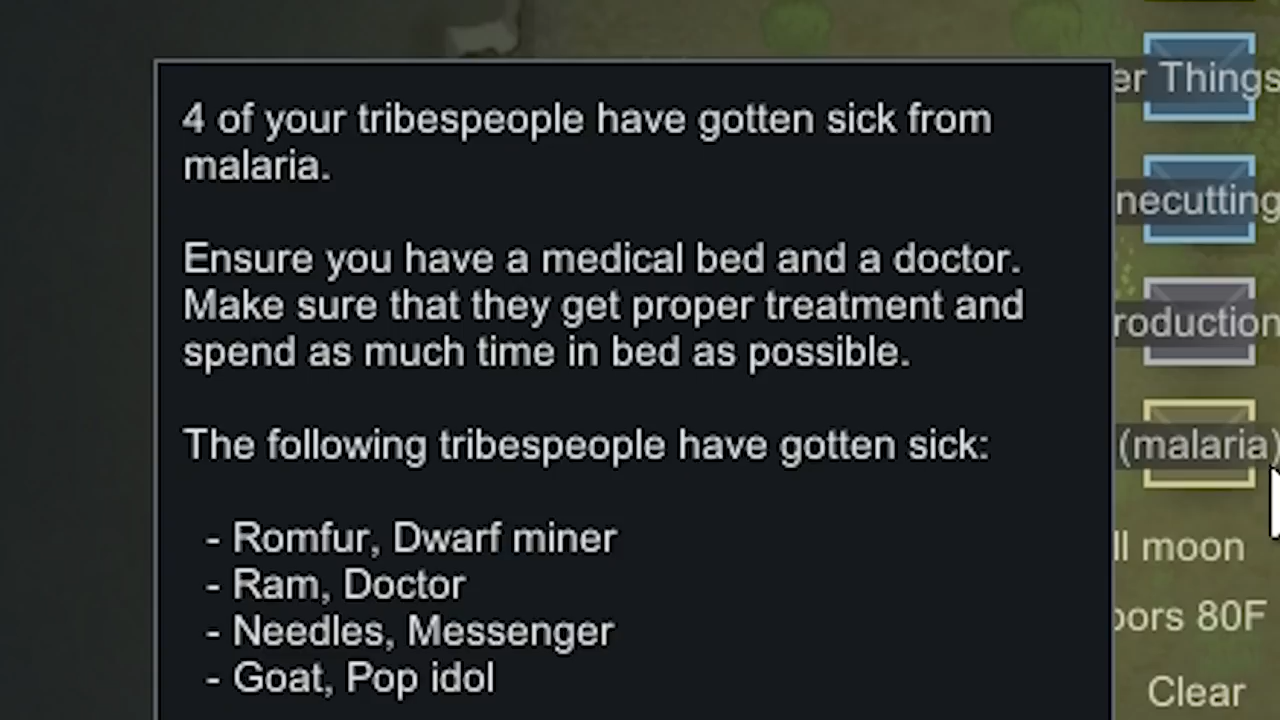 4 of your tribespeople have gotten sick from
malaria.
Ensure you have a medical bed and a doctor.
Make sure that they get proper treatment and
spend as much time in bed as possible.
The following tribespeople have gotten sick:
- Romfur, Dwarf miner
- Ram, Doctor
- Needles, Messenger
- Goat, Pop idol
er Things
necutting
roduction
(malaria)
ll moon
oors 80F
Clear